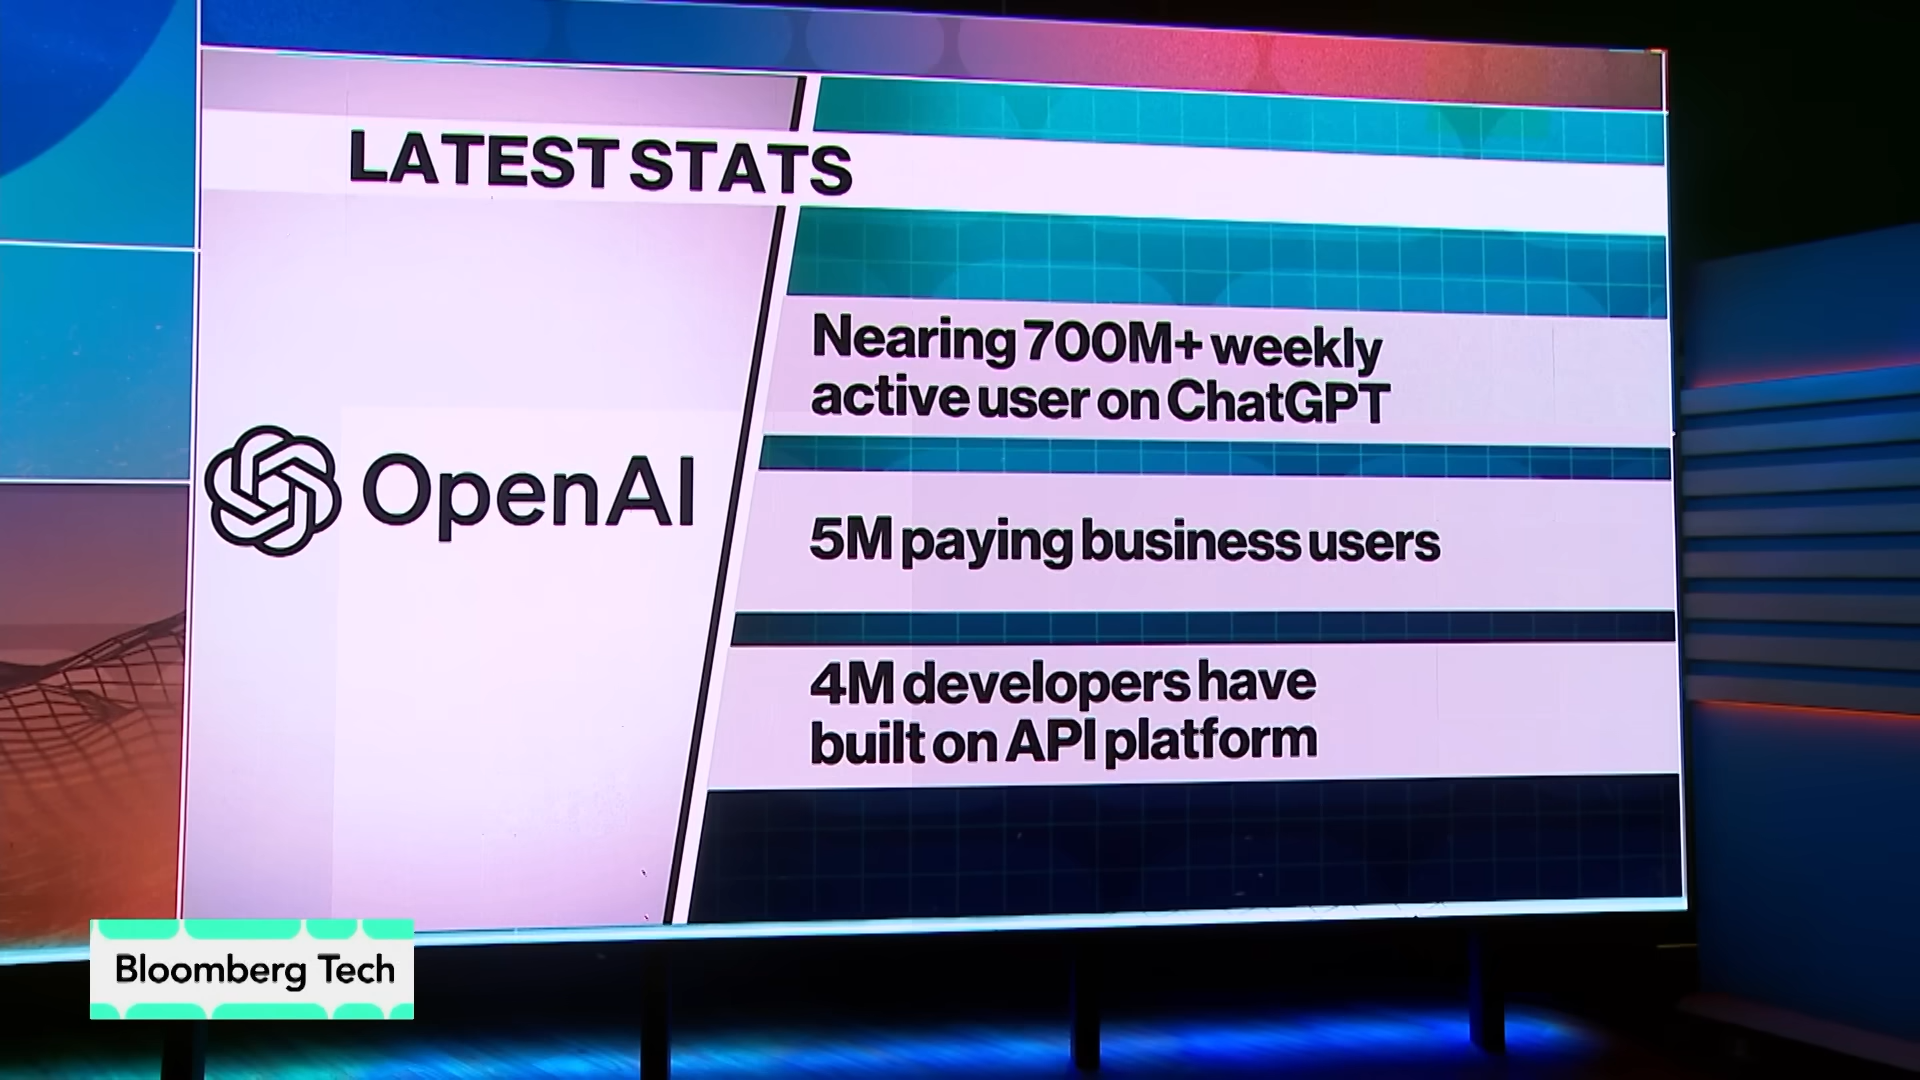 LATEST STATS
OpenAI
Nearing 700M+ weekly
active user on ChatGPT
5M paying business users
4M developers have
built on API platform
Bloomberg Tech